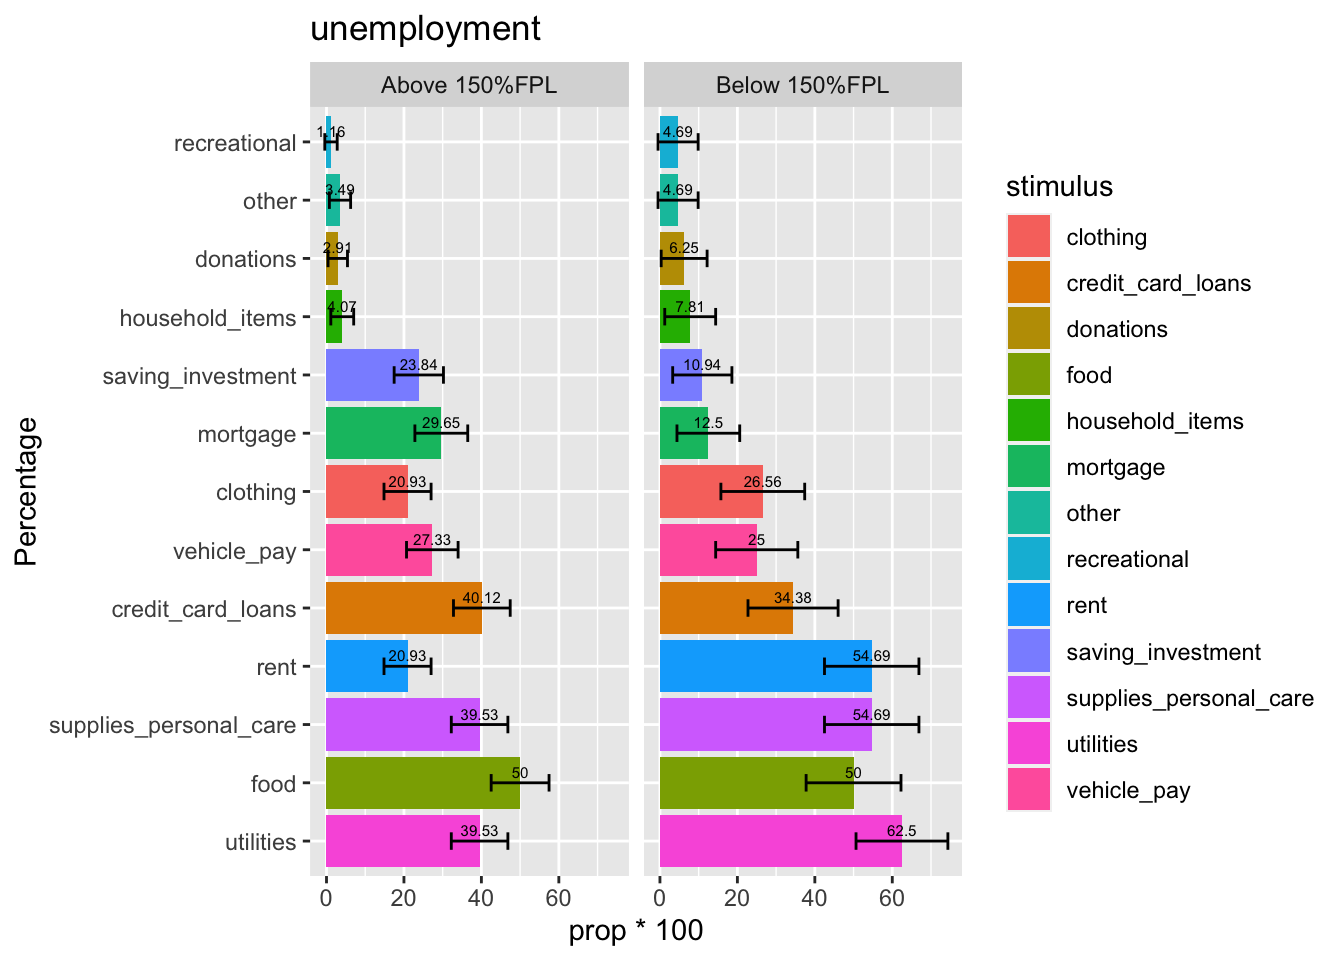 unemployment
Above 150%FPL
Below 150%FPL
Percentage
recreational
1.16
4.69
other
3.49
4.69
donations
2.91
6.25
household_items
4.07
7.81
saving_investment
23.84
10.94
mortgage
29.65
12.5
clothing
20.93
26.56
vehicle_pay
27.33
25
credit_card_loans
40.12
34.38
rent
20.93
54.69
supplies_personal_care
39.53
54.69
food
50
50
utilities
39.53
62.5
0 20 40 60
0 20 40 60
prop * 100
stimulus
clothing
credit_card_loans
donations
food
household_items
mortgage
other
recreational
rent
saving_investment
supplies_personal_care
utilities
vehicle_pay